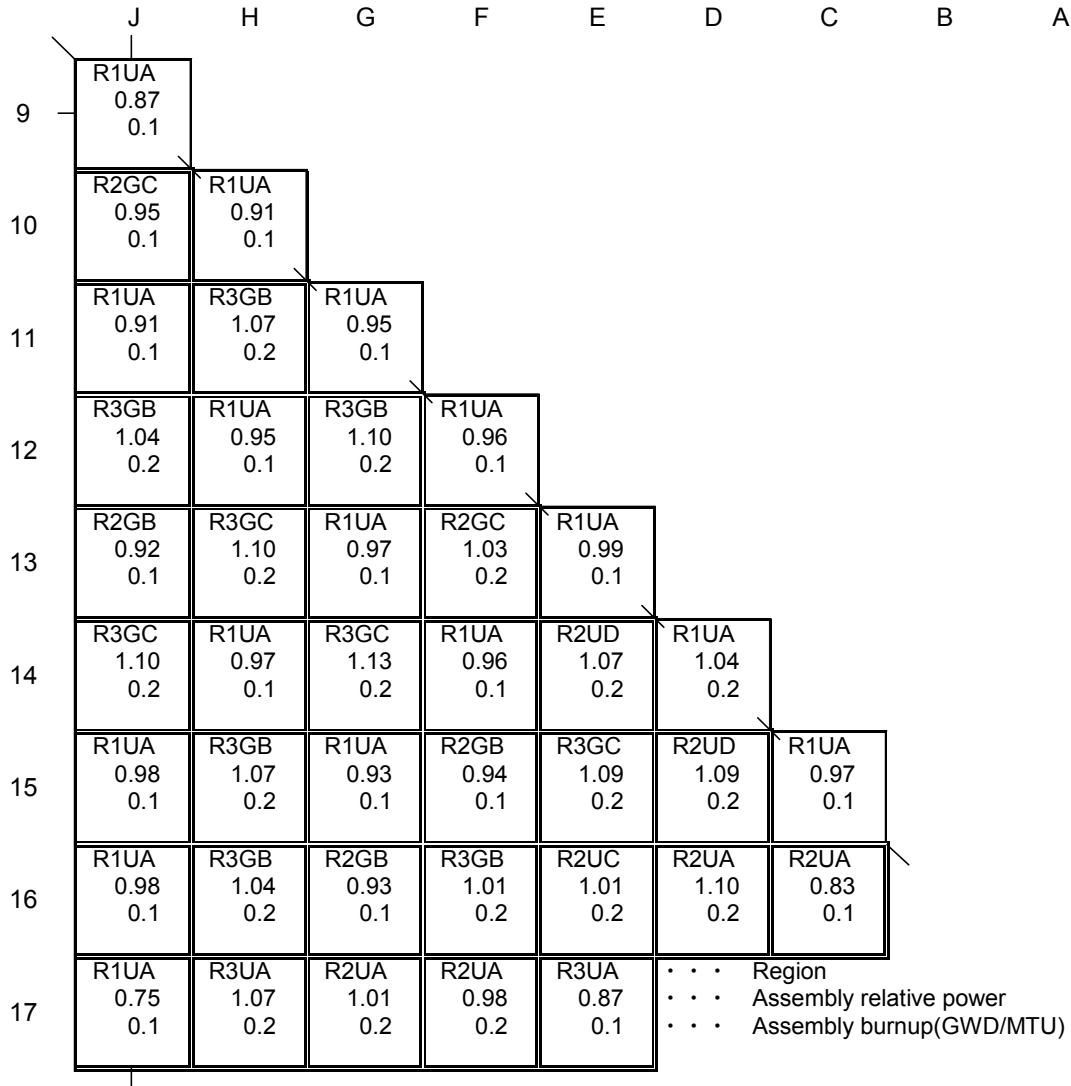 J H G F E D C B A
R1UA
9 0.87
0.1
R2GC R1UA
10 0.95 0.91
0.1 0.1
R1UA R3GB R1UA
11 0.91 1.07 0.95
0.1 0.2 0.1
R3GB R1UA R3GB R1UA
12 1.04 0.95 1.10 0.96
0.2 0.1 0.2 0.1
R2GB R3GC R1UA R2GC R1UA
13 0.92 1.10 0.97 1.03 0.99
0.1 0.2 0.1 0.2 0.1
R3GC R1UA R3GC R1UA R2UD R1UA
14 1.10 0.97 1.13 0.96 1.07 1.04
0.2 0.1 0.2 0.1 0.2 0.2
R1UA R3GB R1UA R2GB R3GC R2UD R1UA
15 0.98 1.07 0.93 0.94 1.09 1.09 0.97
0.1 0.2 0.1 0.1 0.2 0.2 0.1
R1UA R3GB R2GB R3GB R2UC R2UA R2UA
16 0.98 1.04 0.93 1.01 1.01 1.10 0.83
0.1 0.2 0.1 0.2 0.2 0.2 0.1
R1UA R3UA R2UA R2UA R3UA ・・・ Region
17 0.75 1.07 1.01 0.98 0.87 ・・・ Assembly relative power
0.1 0.2 0.2 0.2 0.1 ・・・ Assembly burnup(GWD/MTU)